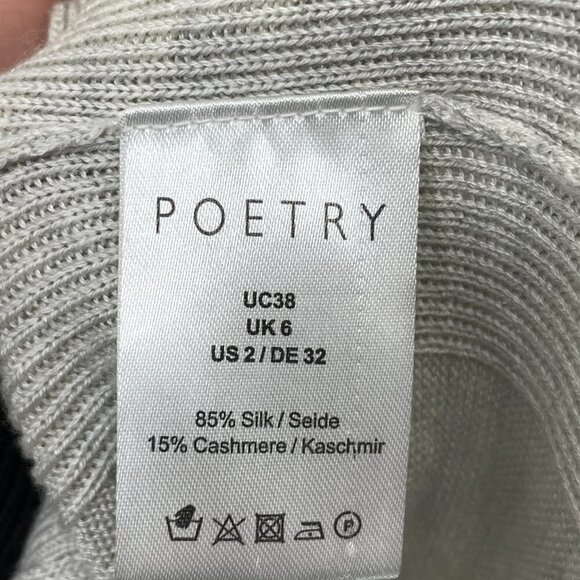 POETRY
UC38
UK 6
US 2 / DE 32
85% Silk / Seide
15% Cashmere / Kaschmir
P